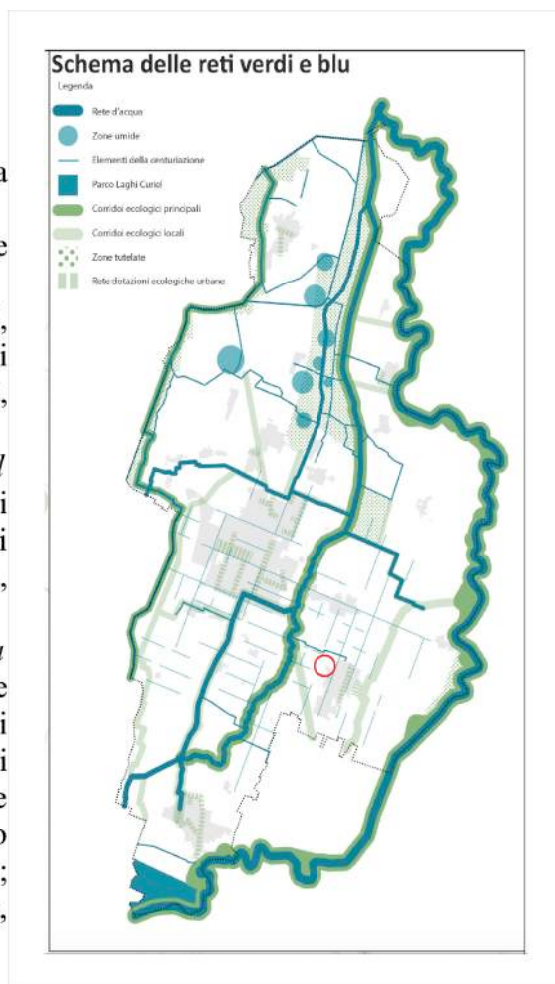 Schema delle reti verdi e blu
Legenda
Rete d'acqua
Zone umide
Elementi della centuriazione
Parco Laghi Curiel
Corridoi ecologici principali
Corridoi ecologici locali
Zone tutelate
Rete dotazioni ecologiche urbane
a
e
,
i
,
l
i
i
,
a
e
i
i
e
o
;
,